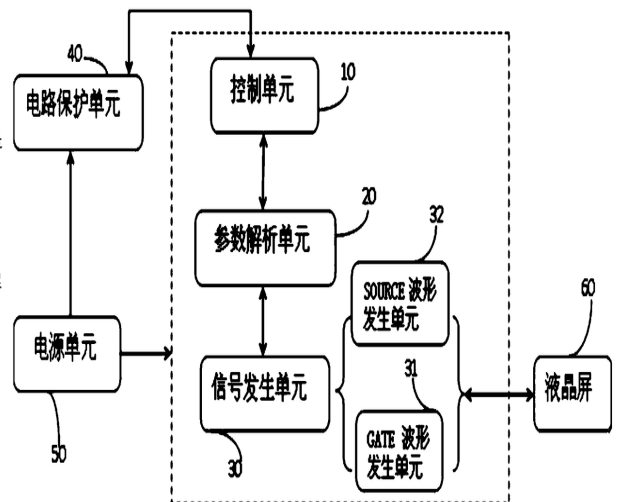 40
电路保护单元
控制单元
10
参数解析单元
20
32
SOURCE 波形
发生单元
60
电源单元
50
信号发生单元
30
31
GATE 波形
发生单元
液晶屏